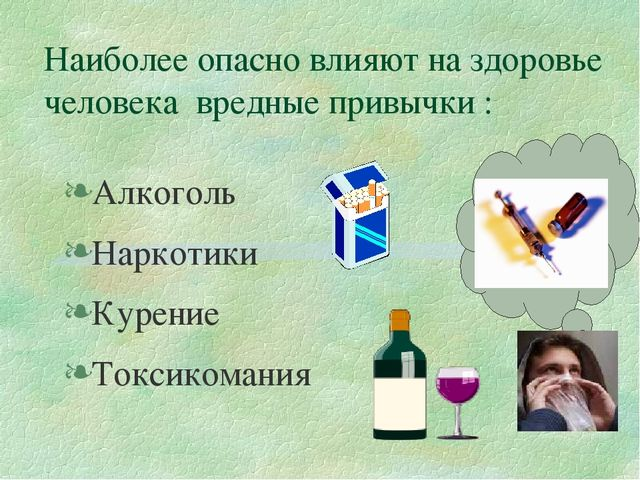 Наиболее опасно влияют на здоровье
человека вредные привычки :
Алкоголь
Наркотики
Курение
Токсикомания